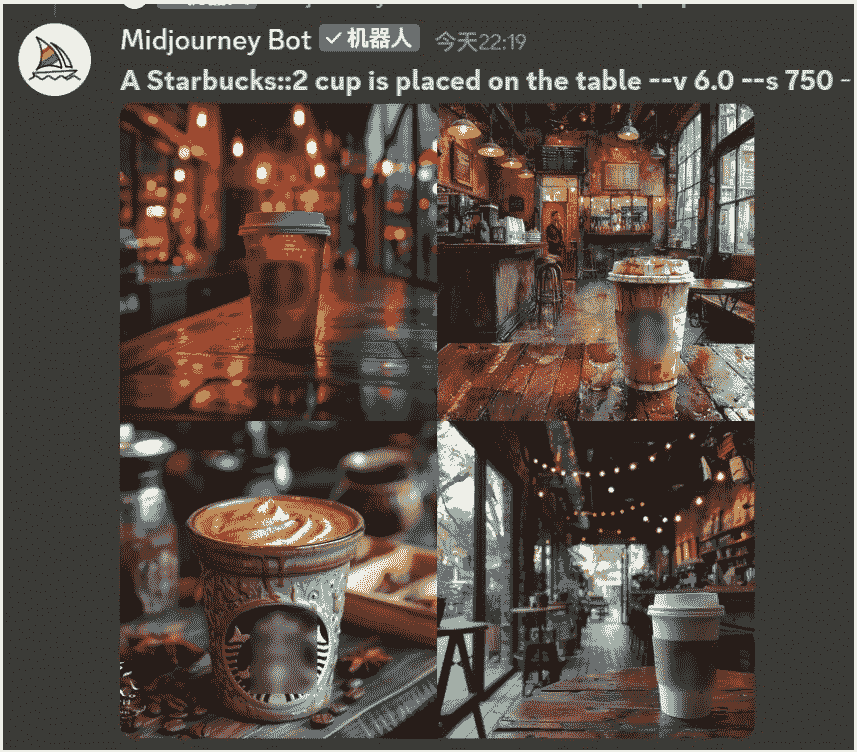 Midjourney Bot ✓ 机器人 今天22:19
A Starbucks::2 cup is placed on the table --v 6.0 --s 750 -